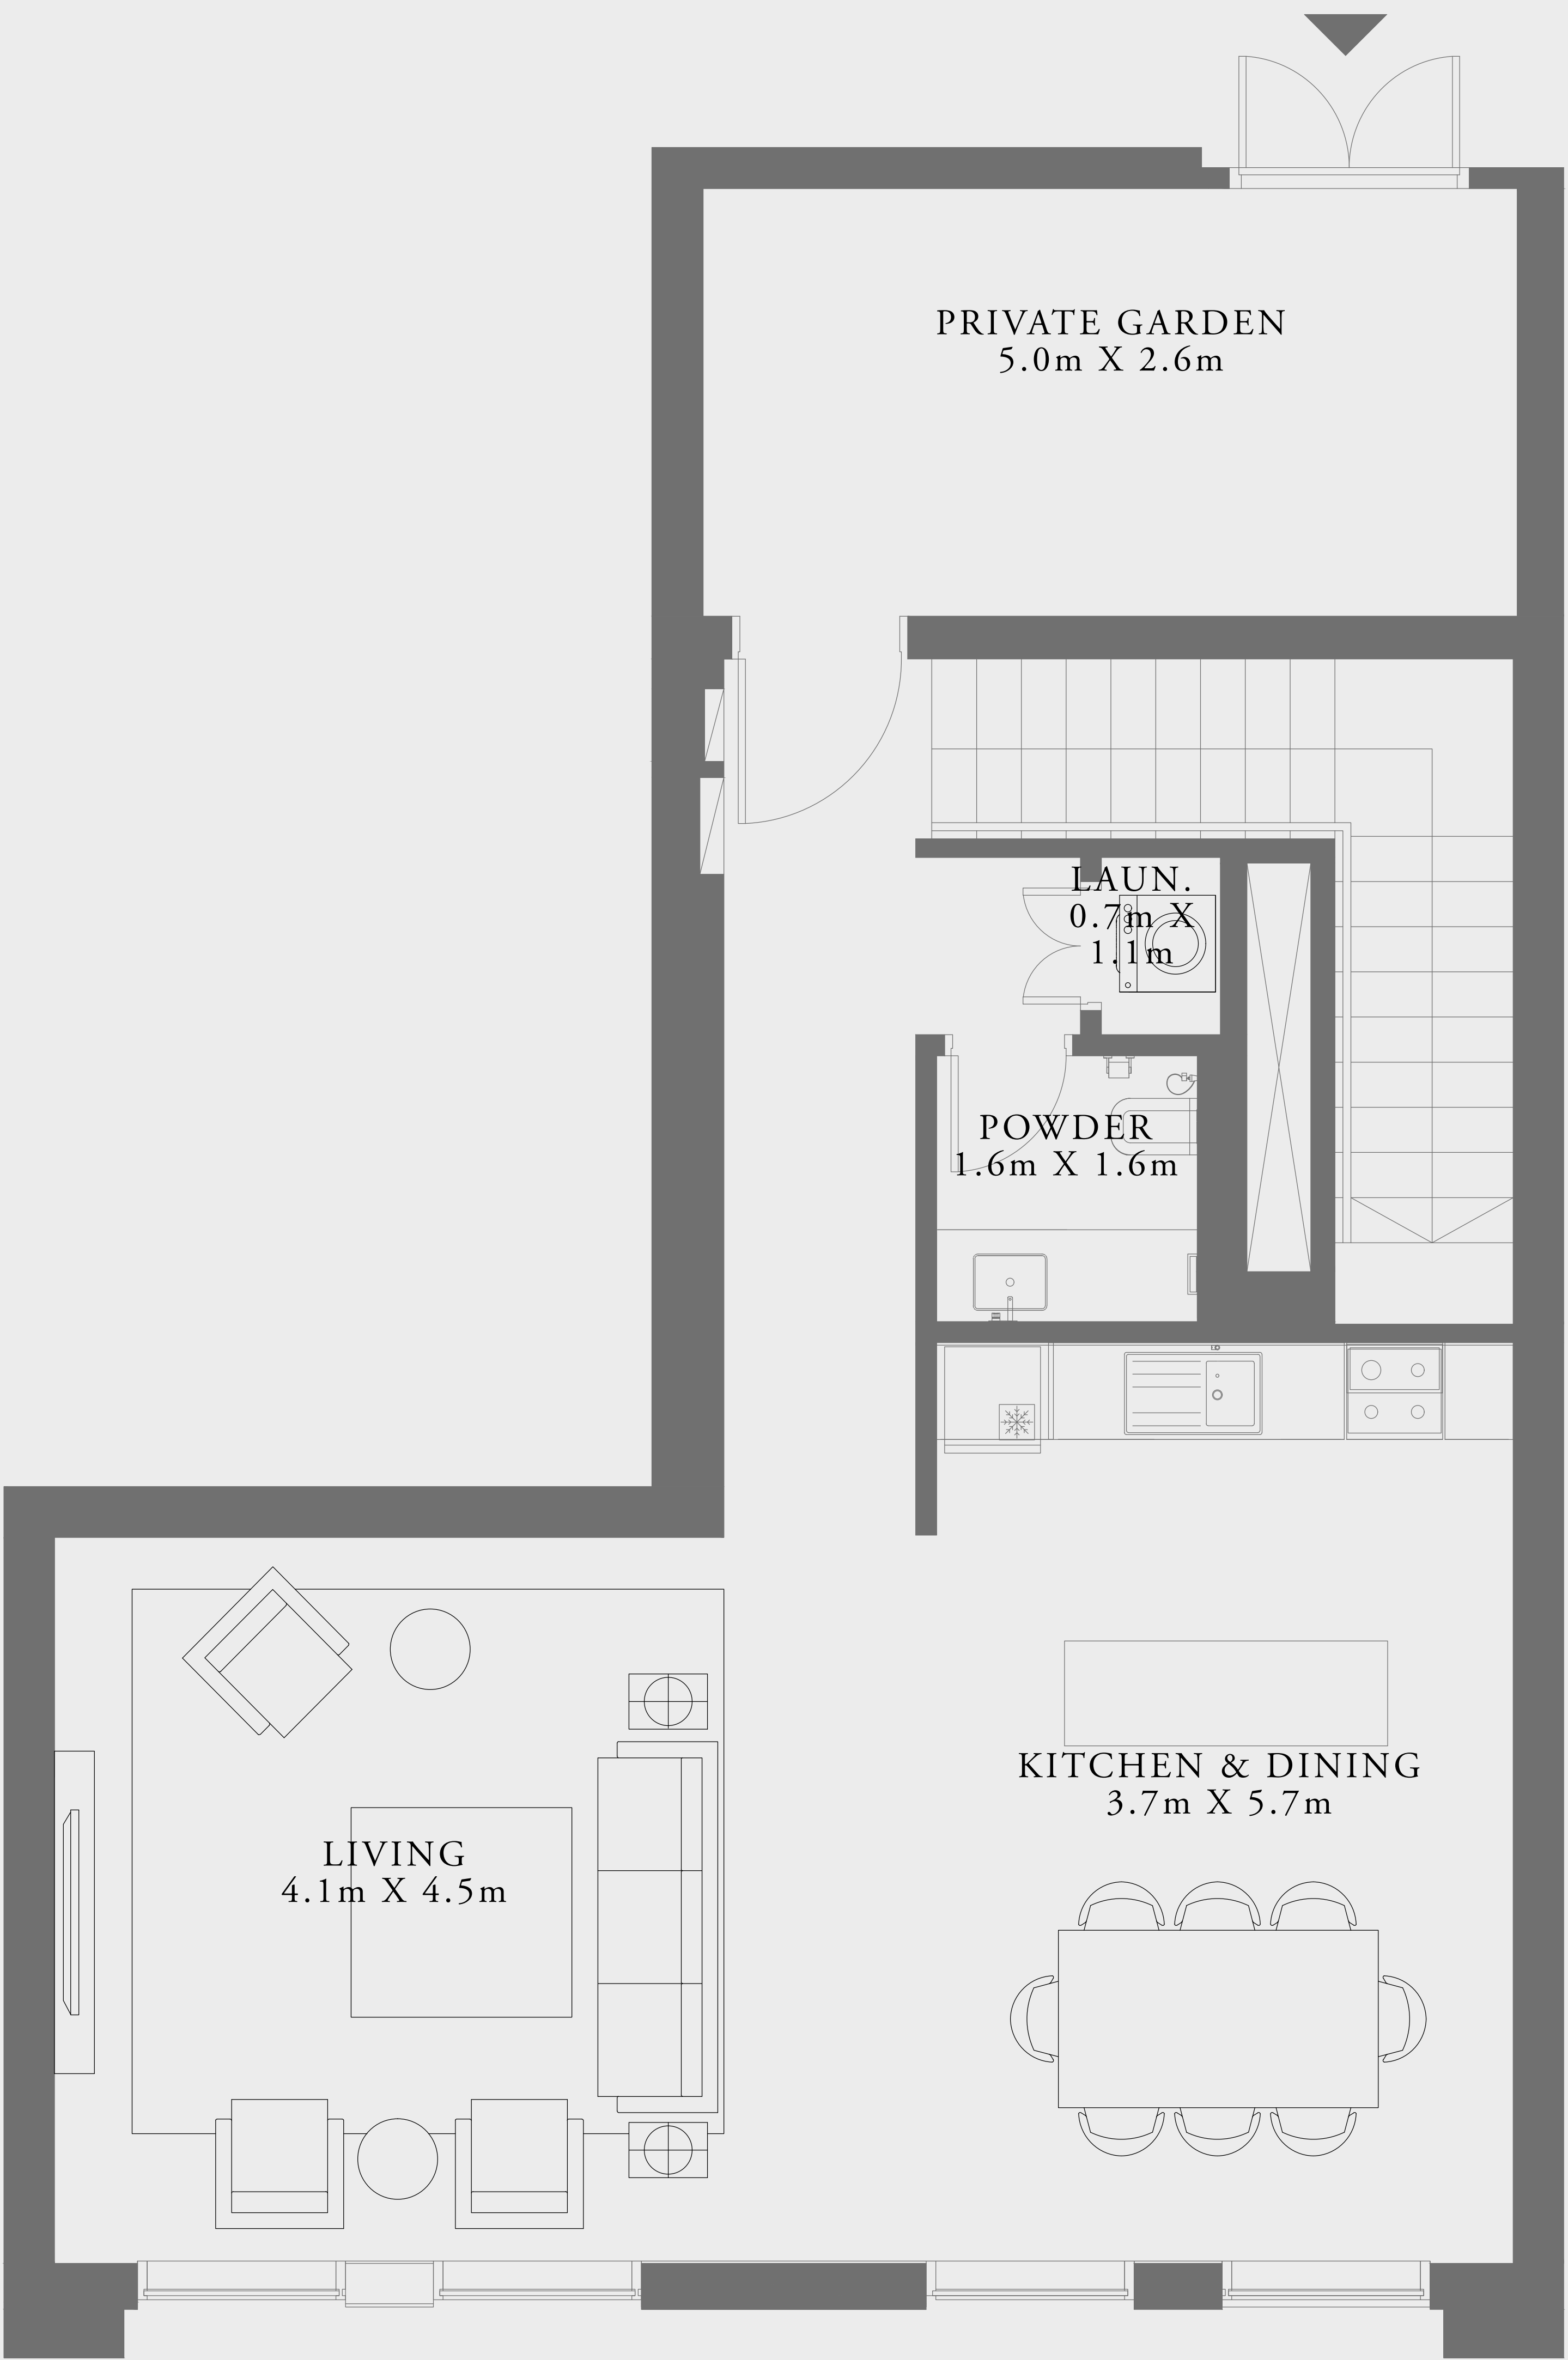 PRIVATE GARDEN
5.0m X 2.6m
LAUN.
0.7m X
1.1m
POWDER
1.6m X 1.6m
KITCHEN & DINING
3.7m X 5.7m
LIVING
4.1m X 4.5m